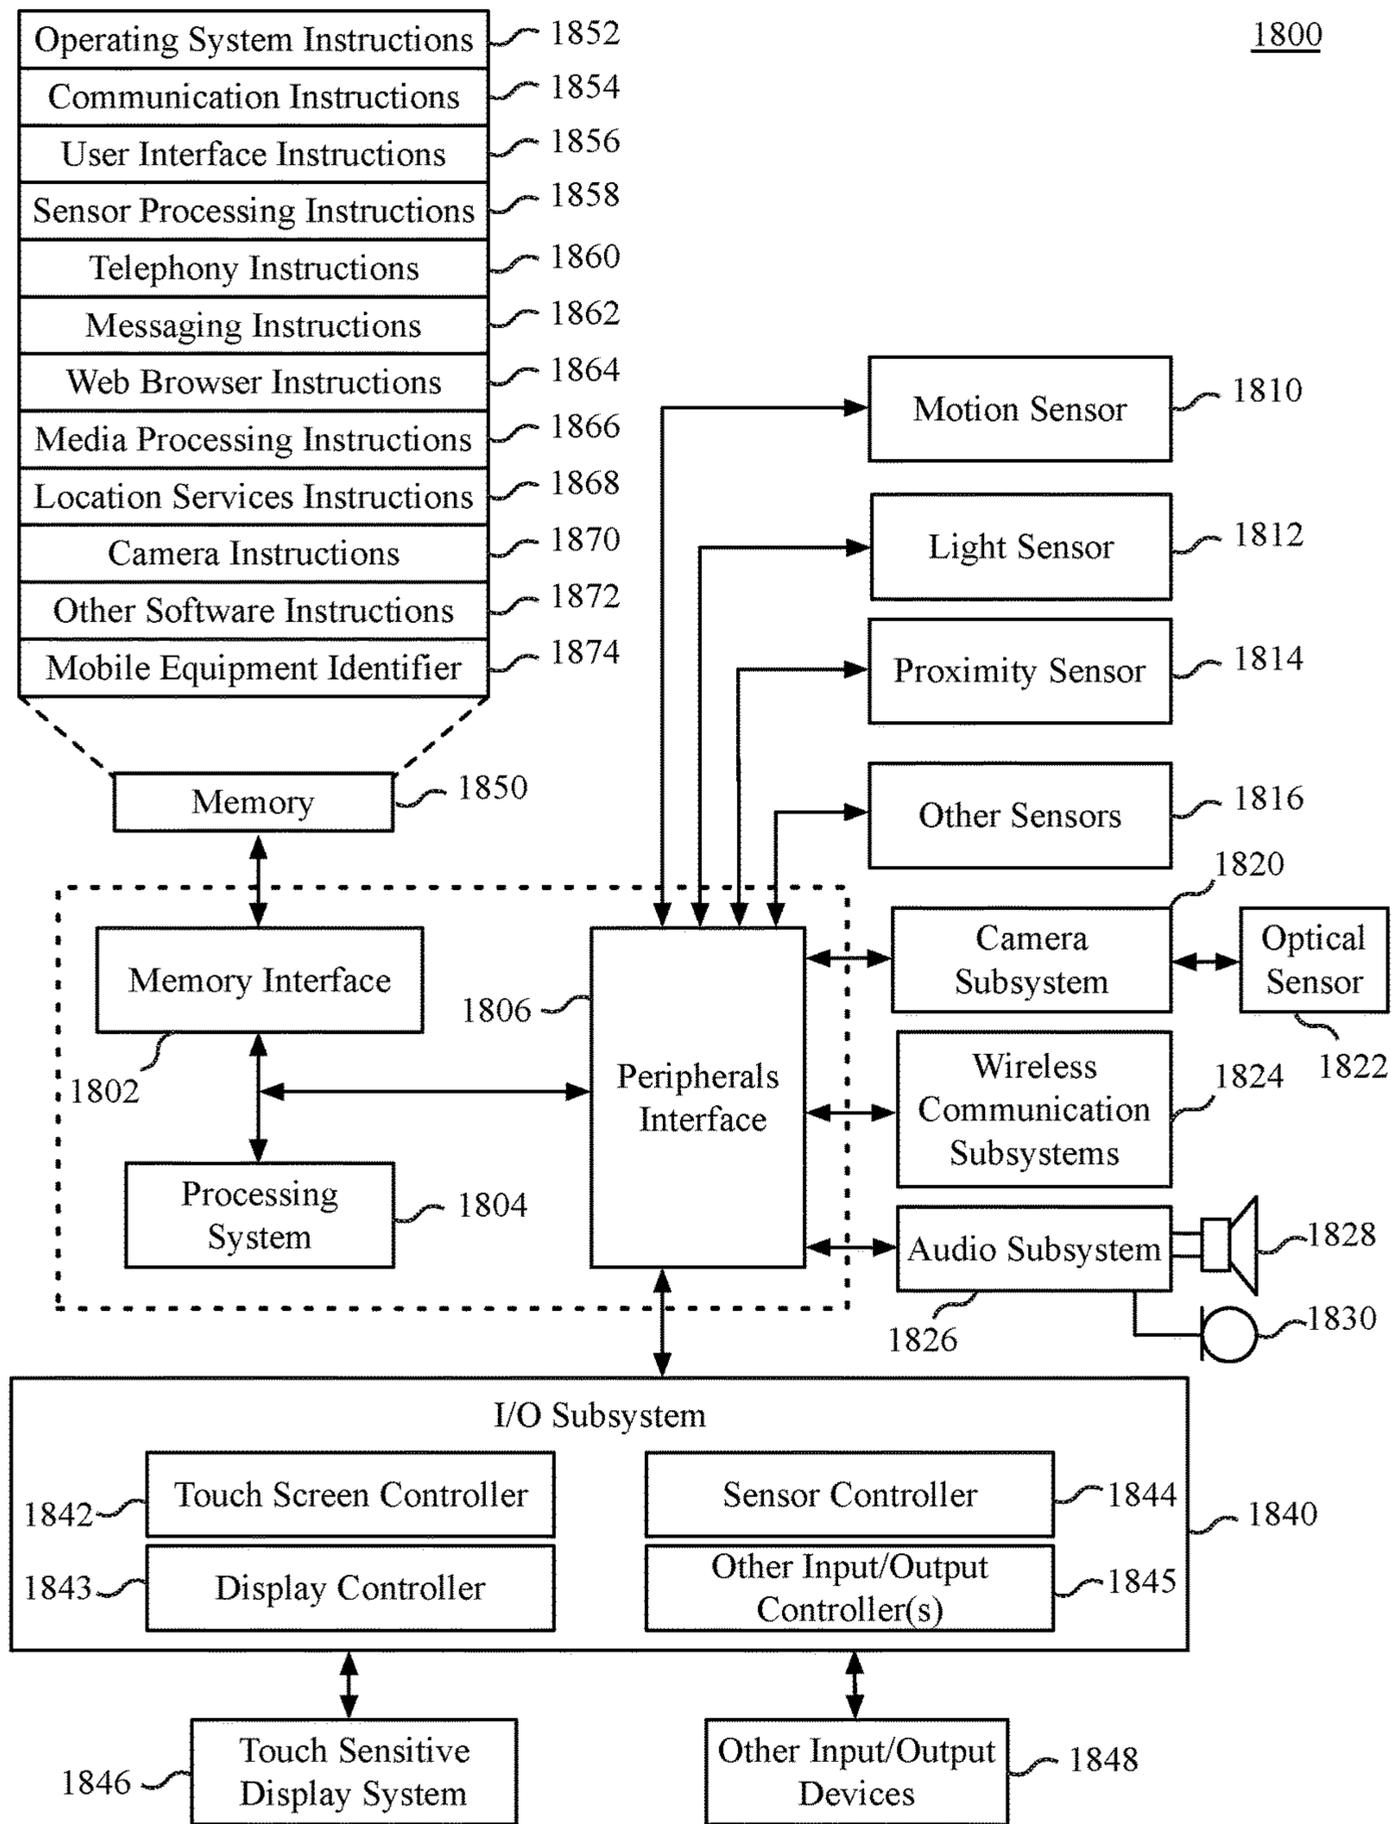 1800
Operating System Instructions 1852
Communication Instructions 1854
User Interface Instructions 1856
Sensor Processing Instructions 1858
Telephony Instructions 1860
Messaging Instructions 1862
Web Browser Instructions 1864
Media Processing Instructions 1866
Location Services Instructions 1868
Camera Instructions 1870
Other Software Instructions 1872
Mobile Equipment Identifier 1874
Memory 1850
Motion Sensor 1810
Light Sensor 1812
Proximity Sensor 1814
Other Sensors 1816
Memory Interface
1802
Processing
System
1804
1806
Peripherals
Interface
1820
Camera
Subsystem
Optical
Sensor
1822
Wireless
Communication
Subsystems
1824
Audio Subsystem
1826
1828
1830
I/O Subsystem
1840
1842 Touch Screen Controller
Sensor Controller 1844
1843 Display Controller
Other Input/Output
Controller(s)
1845
Touch Sensitive
Display System
1846
Other Input/Output
Devices
1848